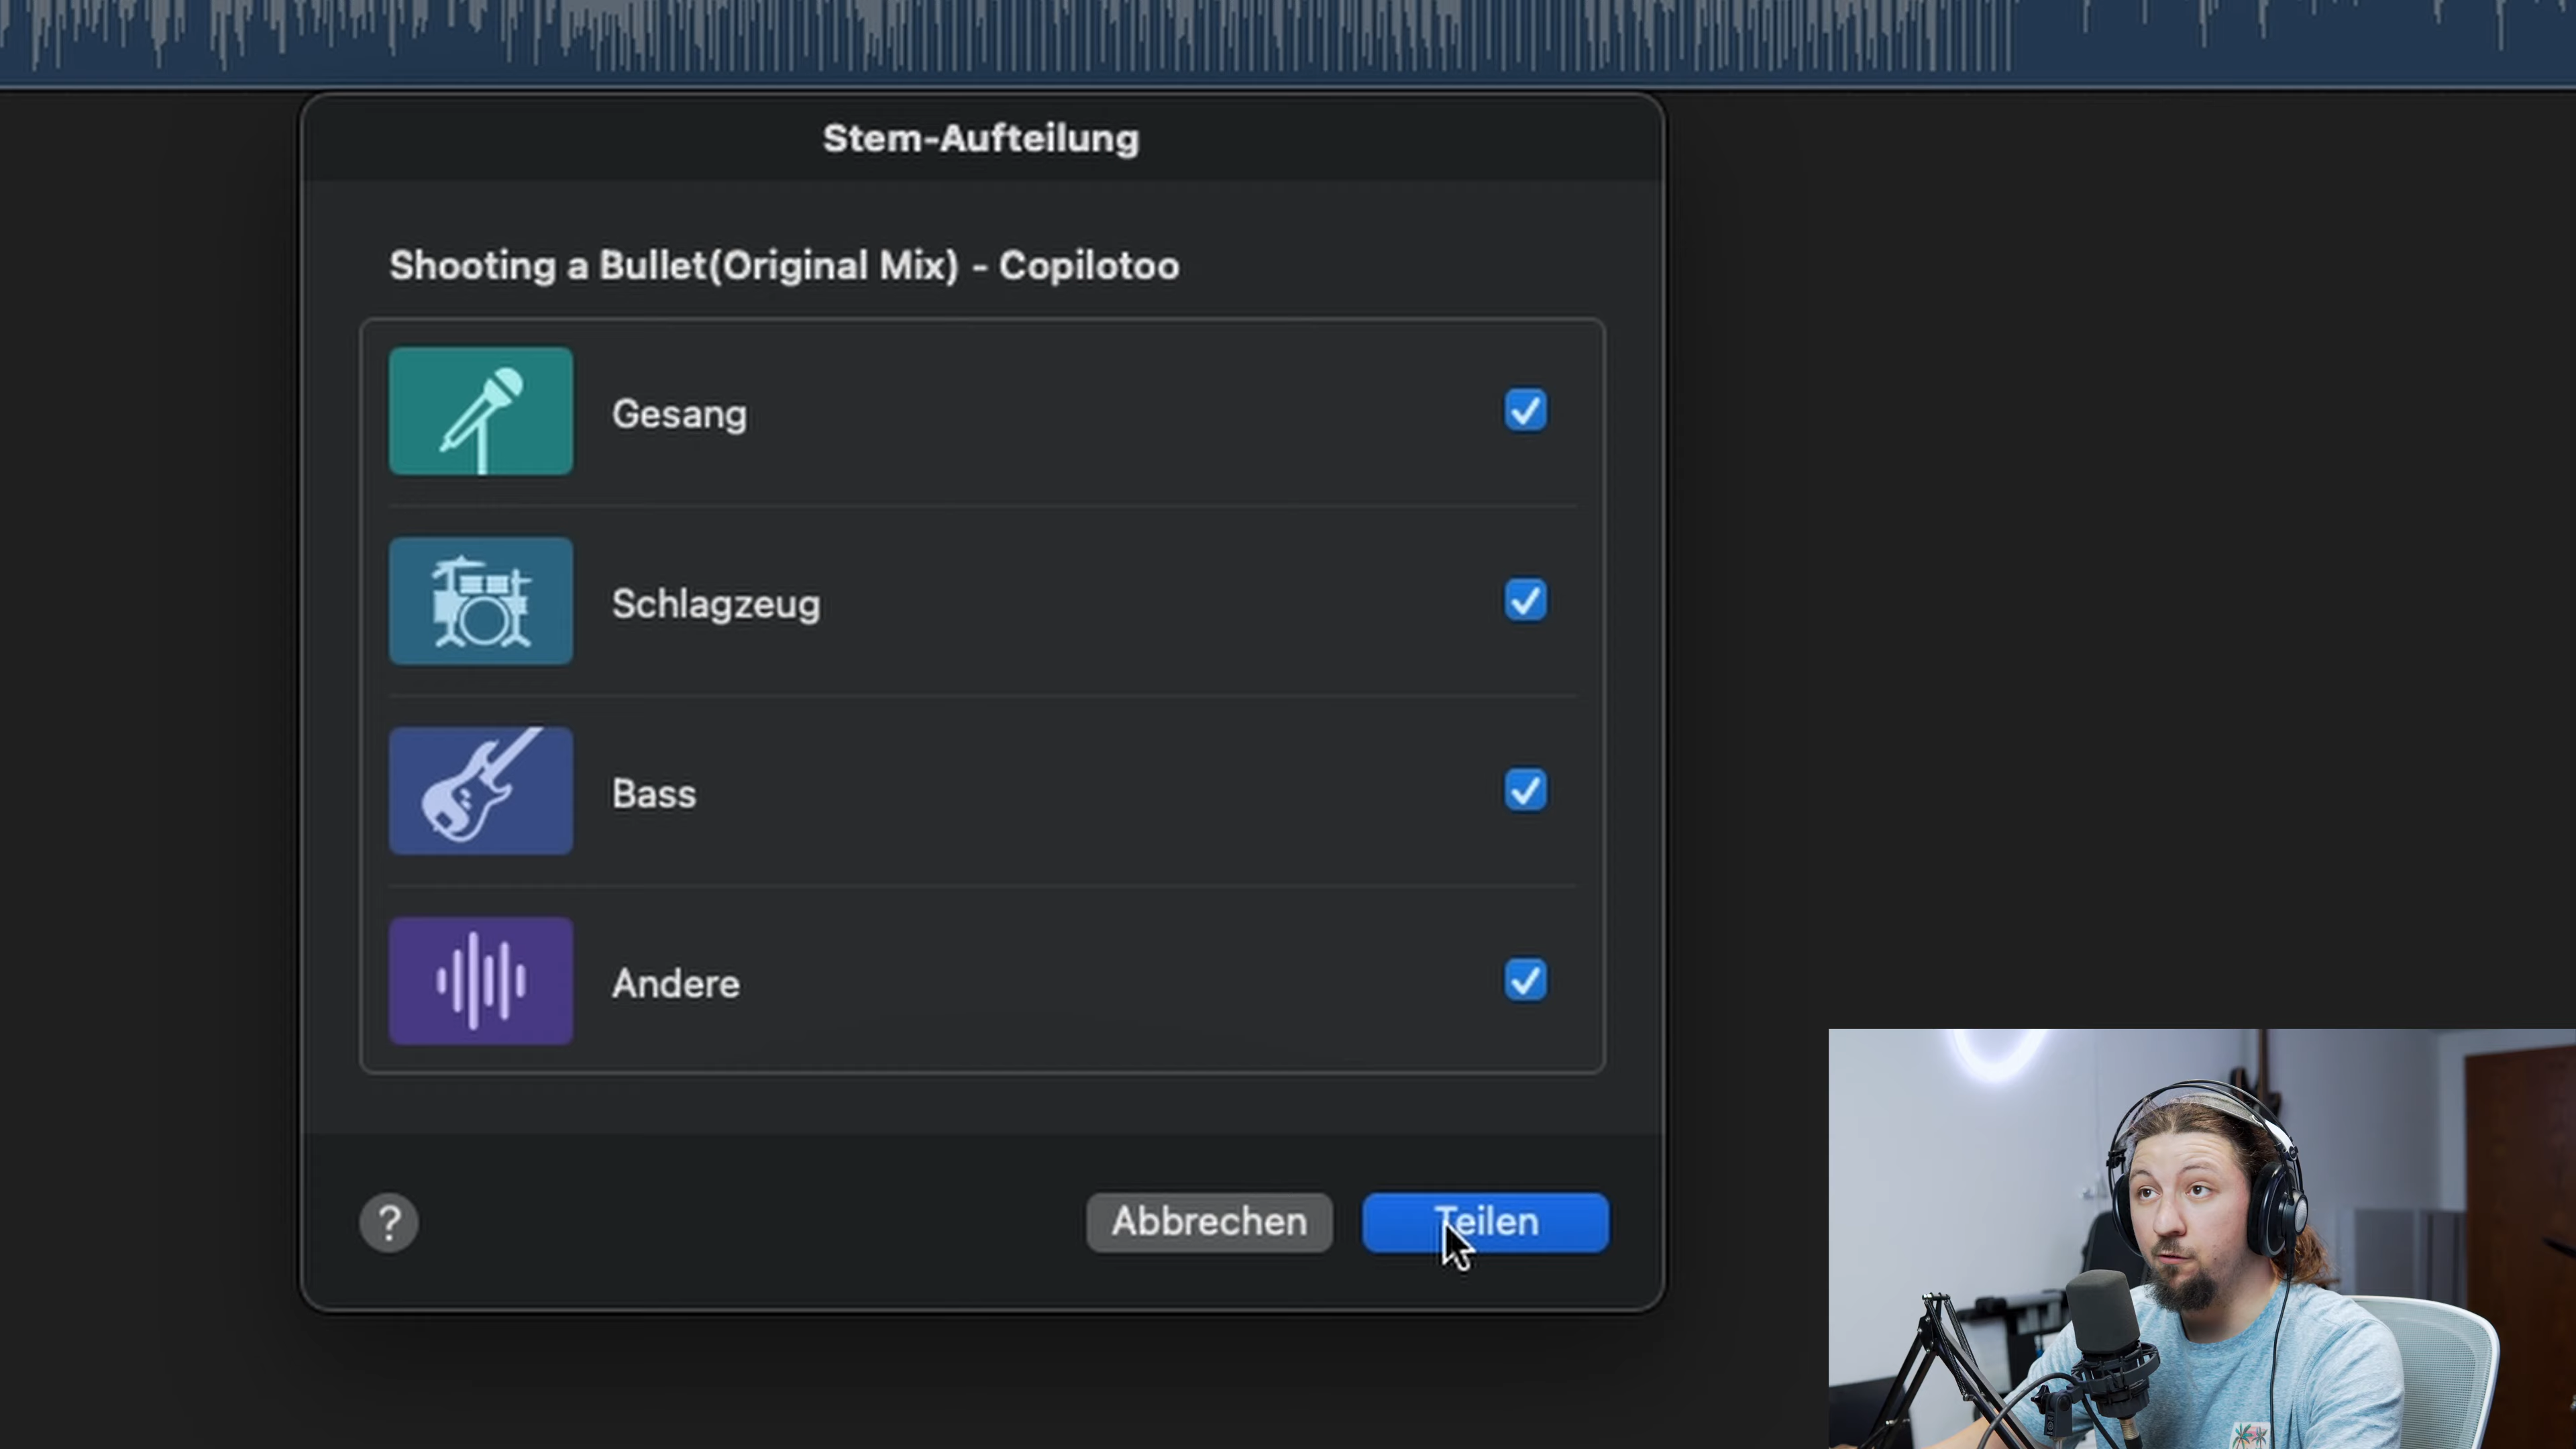 Stem-Aufteilung
Shooting a Bullet(Original Mix) - Copilotoo
Gesang
Schlagzeug
Bass
Andere
?
Abbrechen
Teilen